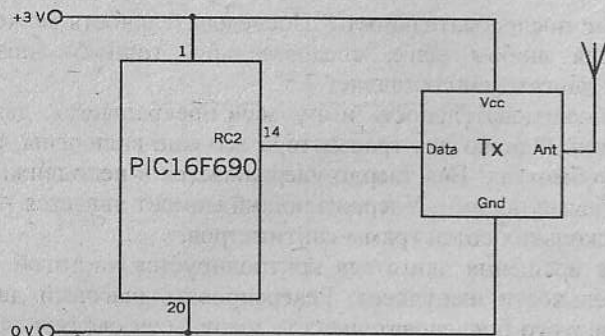 +3 V
1
Vcc
RC2
14
PIC16F690
Data
Tx
Ant
Gnd
20
0 V